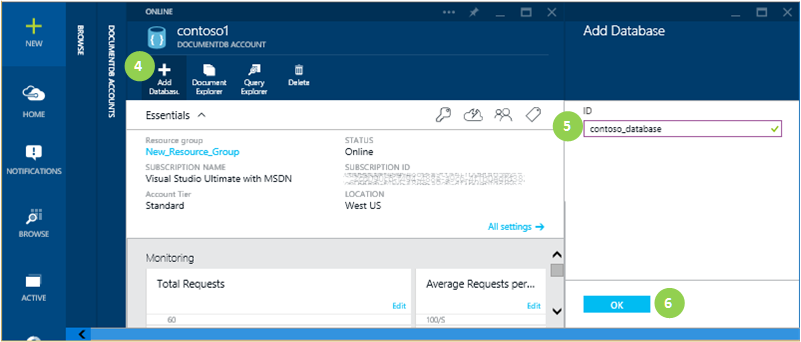 NEW
HOME
NOTIFICATIONS
BROWSE
ACTIVE
BROWSE
DOCUMENTDB ACCOUNTS
ONLINE
contoso1
DOCUMENTDB ACCOUNT
4
Add Database
Document Explorer
Query Explorer
Delete
Essentials
Resource group
New_Resource_Group
STATUS
Online
SUBSCRIPTION NAME
Visual Studio Ultimate with MSDN
SUBSCRIPTION ID
Account Tier
Standard
LOCATION
West US
All settings
Monitoring
Total Requests
Edit
60
Average Requests per...
Edit
100/S
Add Database
ID
5
contoso_database
OK
6